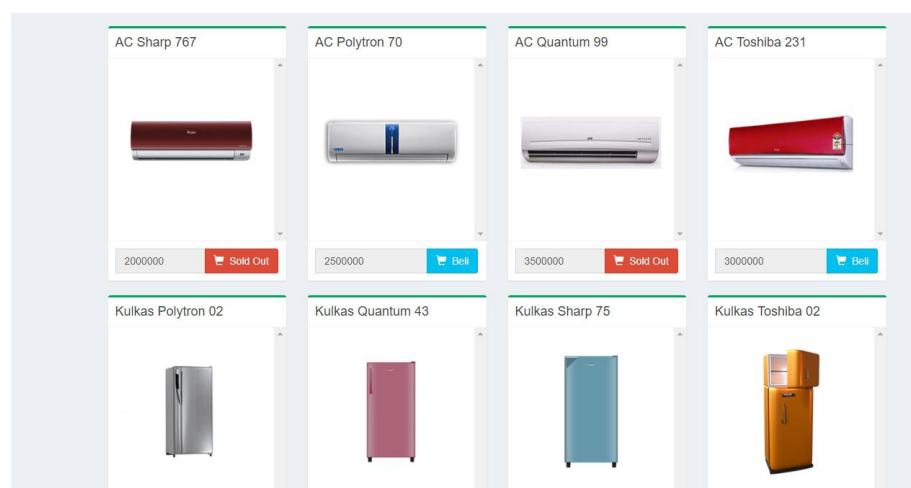 AC Sharp 767
AC Polytron 70
AC Quantum 99
AC Toshiba 231
2000000
Sold Out
2500000
Beli
3500000
Sold Out
3000000
Beli
Kulkas Polytron 02
Kulkas Quantum 43
Kulkas Sharp 75
Kulkas Toshiba 02